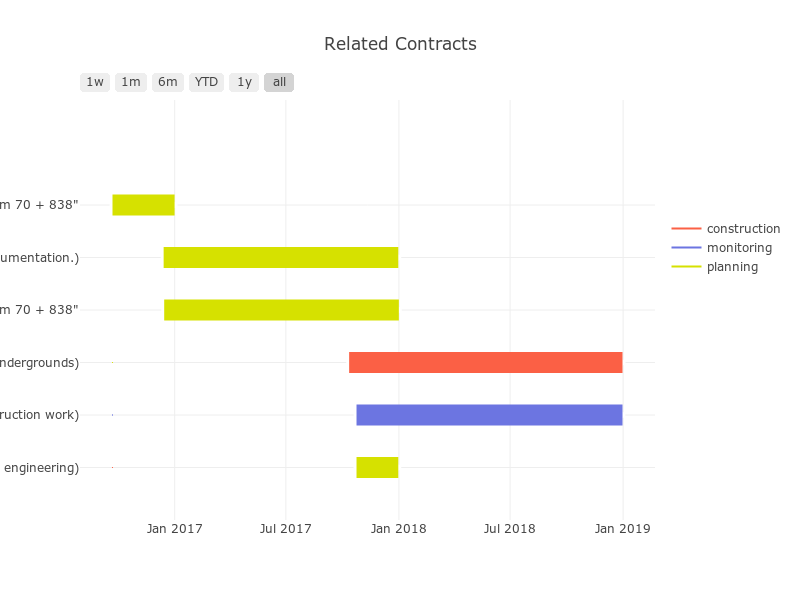 Related Contracts
1w 1m 6m YTD 1y all
m 70 + 838"
umentation.)
m 70 + 838"
ndergrounds)
ruction work)
engineering)
construction
monitoring
planning
Jan 2017 Jul 2017 Jan 2018 Jul 2018 Jan 2019